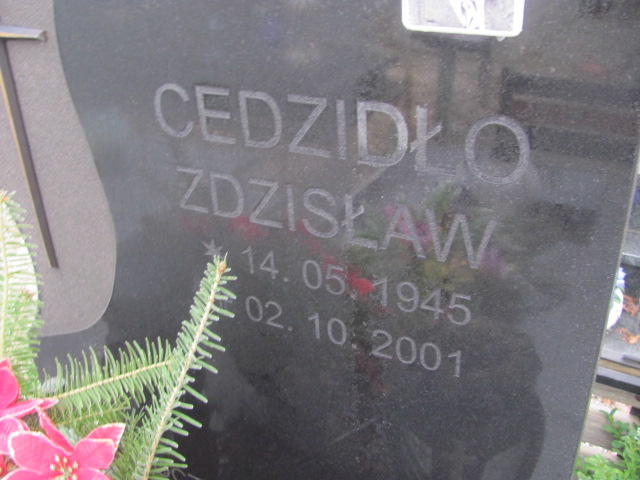 CEDZIDŁO
ZDZISŁAW
* 14. 05. 1945
02. 10. 2001